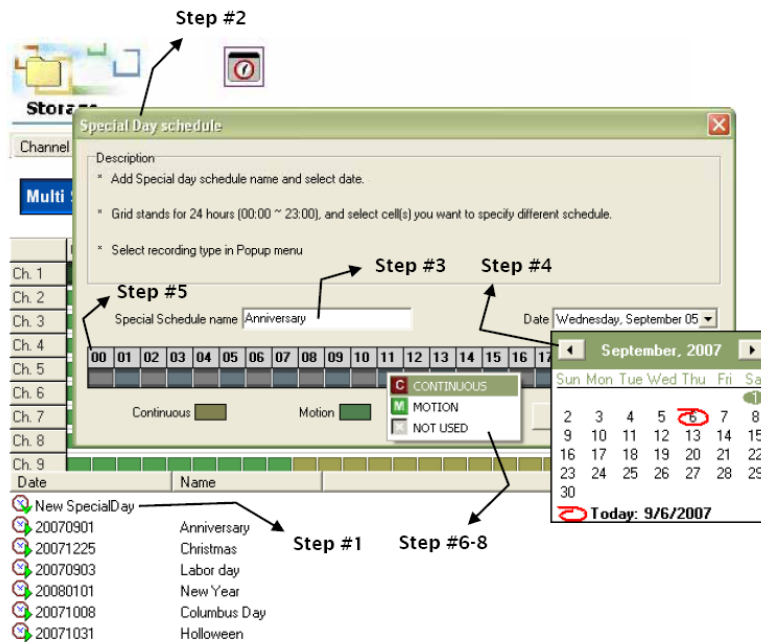 Step #2
Storage
Special Day schedule
Channel
Description
* Add Special day schedule name and select date.
Multi
* Grid stands for 24 hours (00:00 ~ 23:00), and select cell(s) you want to specify different schedule.
* Select recording type in Popup menu
Step #3
Step #4
Ch. 1
Step #5
Ch. 2
Ch. 3
Special Schedule name Anniversary
Date Wednesday, September 05
Ch. 4
00 01 02 03 04 05 06 07 08 09 10 11 12 13 14 15 16 17
September, 2007
Ch. 5
Sun Mon Tue Wed Thu Fri Sa
1
Ch. 6
C CONTINUOUS
Ch. 7
Continuous
Motion
M MOTION
2 3 4 5 6 7 8
Ch. 8
NOT USED
9 10 11 12 13 14 15
16 17 18 19 20 21 22
Ch. 9
23 24 25 26 27 28 29
Date Name
30
New SpecialDay
Today: 9/6/2007
20070901 Anniversary
Step #1
Step #6-8
20071225 Christmas
20070903 Labor day
20080101 New Year
20071008 Columbus Day
20071031 Holloween